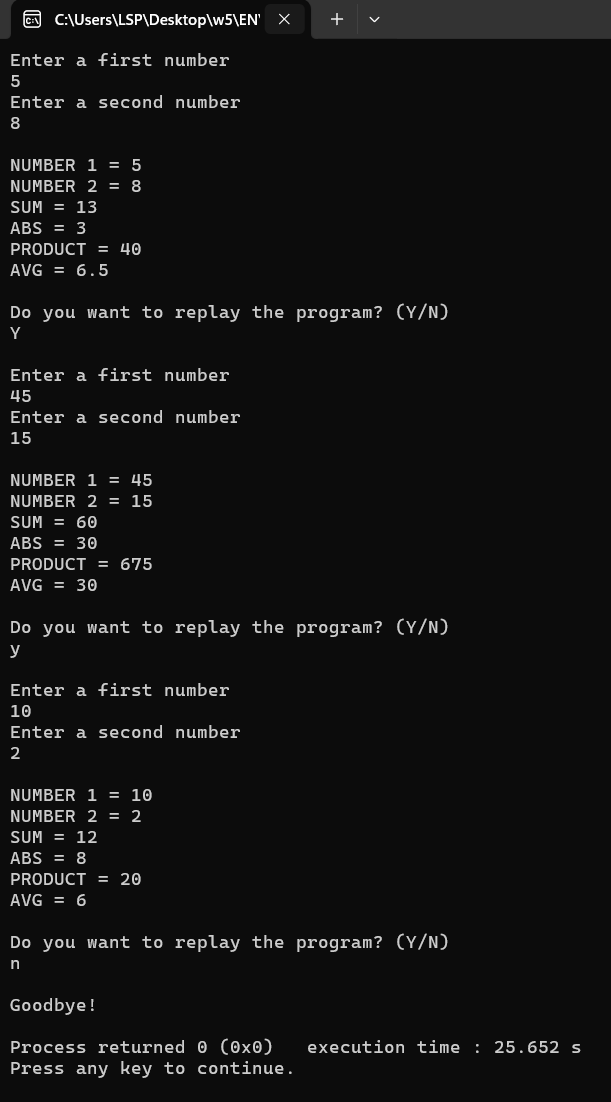 C:\Users\LSP\Desktop\w5\EN
Enter a first number
5
Enter a second number
8
NUMBER 1 = 5
NUMBER 2 = 8
SUM = 13
ABS = 3
PRODUCT = 40
AVG = 6.5
Do you want to replay the program? (Y/N)
Y
Enter a first number
45
Enter a second number
15
NUMBER 1 = 45
NUMBER 2 = 15
SUM = 60
ABS = 30
PRODUCT = 675
AVG = 30
Do you want to replay the program? (Y/N)
y
Enter a first number
10
Enter a second number
2
NUMBER 1 = 10
NUMBER 2 = 2
SUM = 12
ABS = 8
PRODUCT = 20
AVG = 6
Do you want to replay the program? (Y/N)
n
Goodbye!
Process returned 0 (0x0)   execution time : 25.652 s
Press any key to continue.